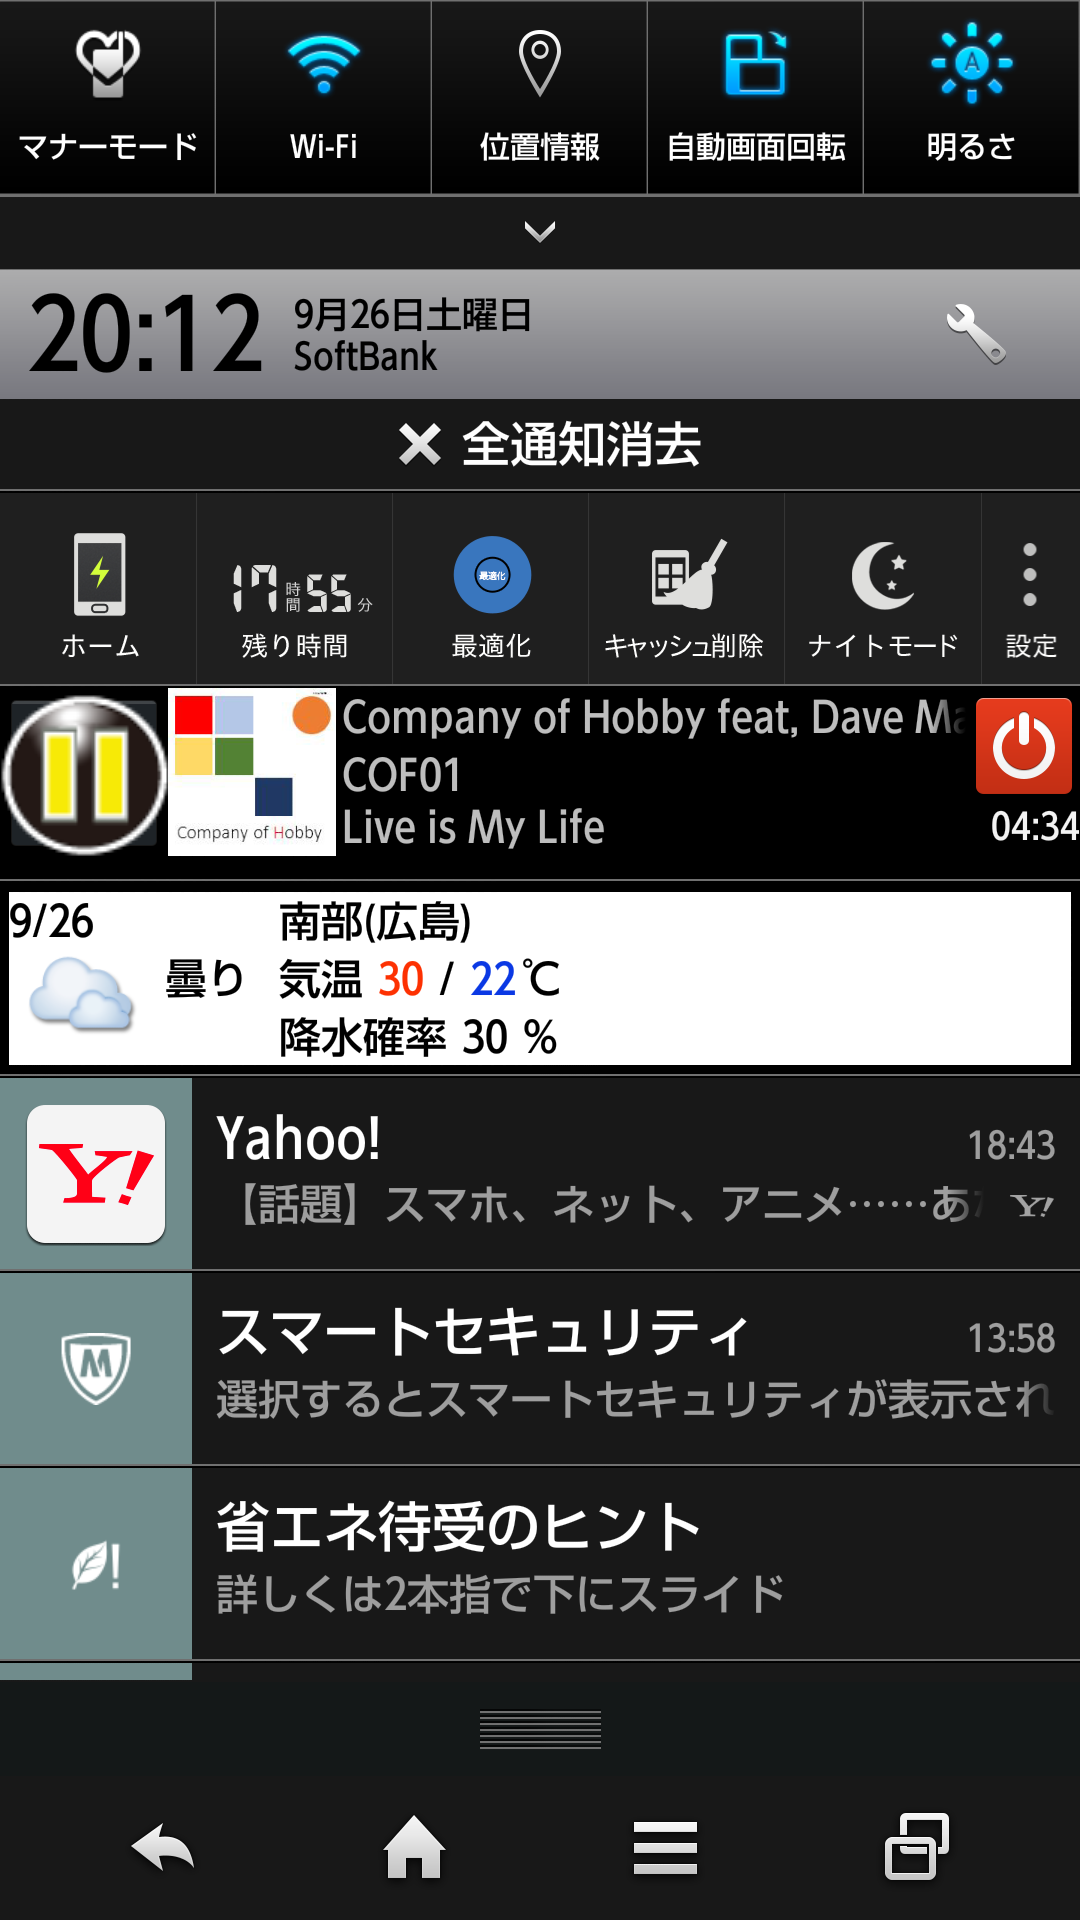 マナーモード
Wi-Fi
位置情報
自動画面回転
A
明るさ
20:12
9月26日土曜日
SoftBank
全通知消去
ホーム
17時間55分
残り時間
最適化
最適化
キャッシュ削除
ナイトモード
設定
Company of Hobby
Company of Hobby feat, Dave Ma
COF01
Live is My Life
04:34
9/26
曇り
南部(広島)
気温 30 / 22℃
降水確率 30 %
Y!
Yahoo!
18:43
【話題】スマホ、ネット、アニメ……あ
Y!
M
スマートセキュリティ
13:58
選択するとスマートセキュリティが表示され
!
省エネ待受のヒント
詳しくは2本指で下にスライド